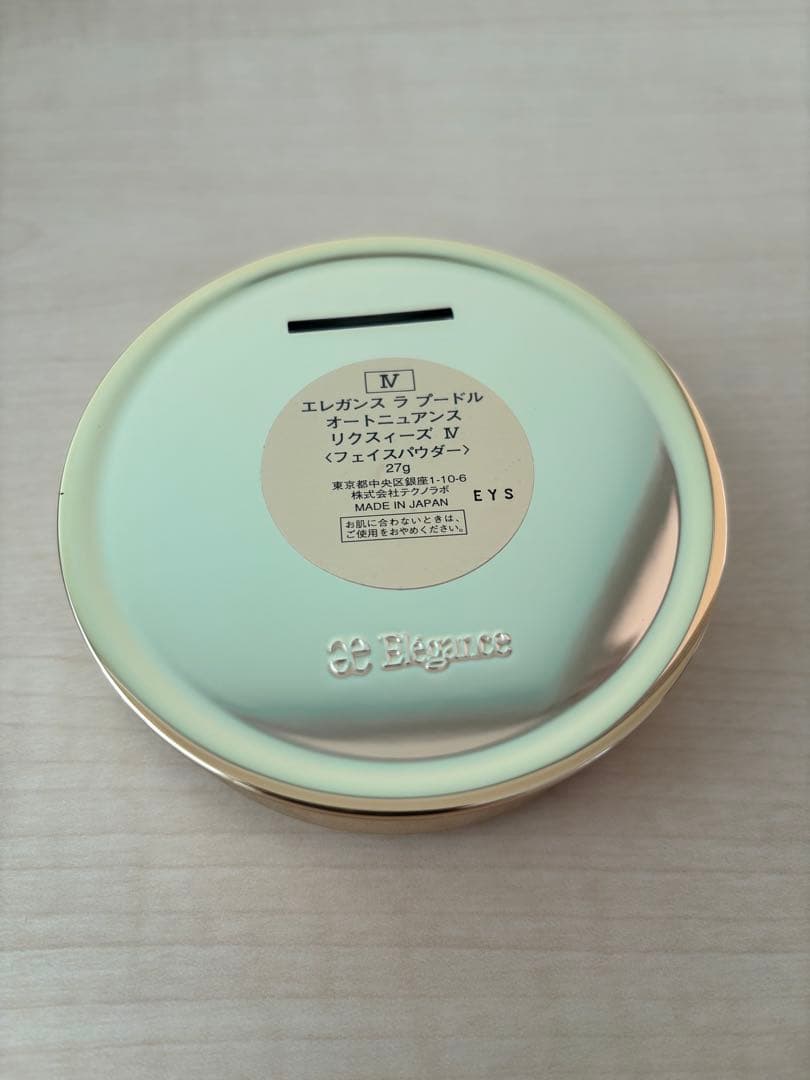 Ⅳ
エレガンス ラ プードル
オートニュアンス
リクスィーズ Ⅳ
〈フェイスパウダー〉
27g
東京都中央区銀座1-10-6
株式会社テクノラボ
MADE IN JAPAN
EYS
お肌に合わないときは、
ご使用をおやめください。
æ Elégance